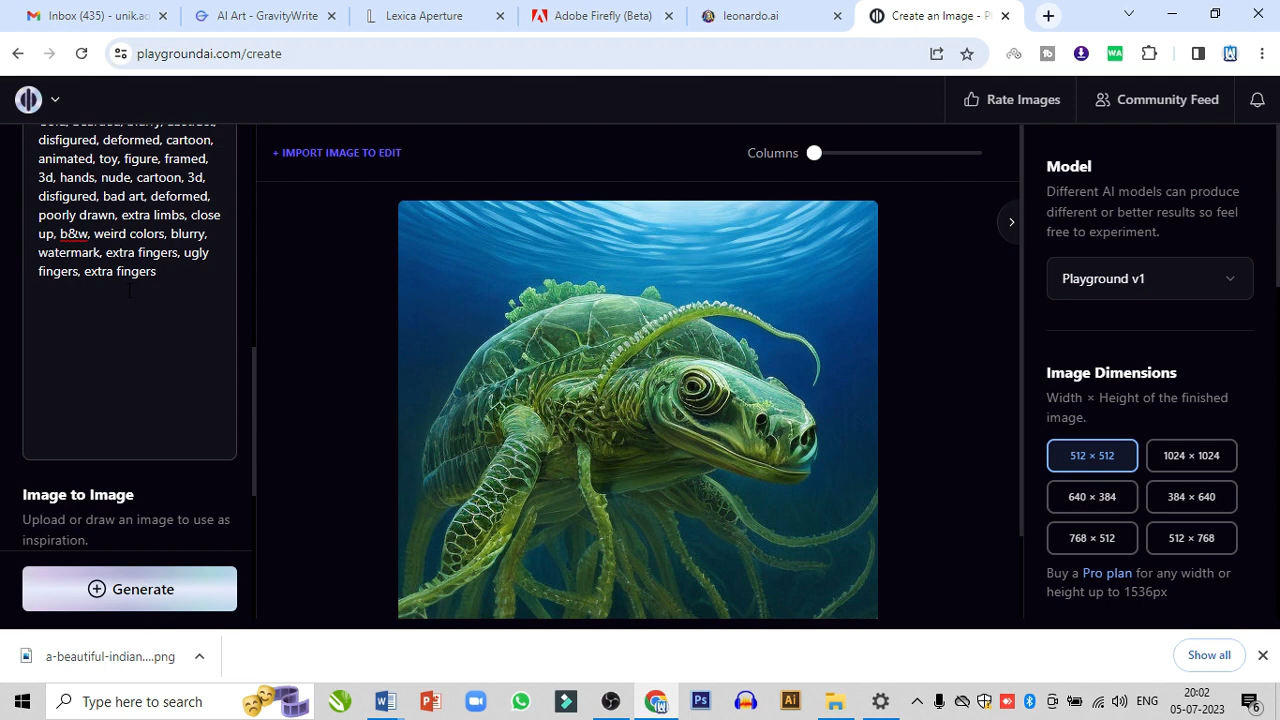 Inbox (435) - unik.ad
AI Art - GravityWrite
Lexica Aperture
Adobe Firefly (Beta)
leonardo.ai
Create an Image - Pl
playgroundai.com/create
Rate Images
Community Feed
disfigured, deformed, cartoon,
animated, toy, figure, framed,
3d, hands, nude, cartoon, 3d,
disfigured, bad art, deformed,
poorly drawn, extra limbs, close
up, b&w, weird colors, blurry,
watermark, extra fingers, ugly
fingers, extra fingers
Image to Image
Upload or draw an image to use as
inspiration.
Generate
+ IMPORT IMAGE TO EDIT
Columns
Model
Different AI models can produce
different or better results so feel
free to experiment.
Playground v1
Image Dimensions
Width × Height of the finished
image.
512 × 512
1024 × 1024
640 × 384
384 × 640
768 × 512
512 × 768
Buy a Pro plan for any width or
height up to 1536px
a-beautiful-indian....png
Show all
Type here to search
ENG
20:02
05-07-2023
6